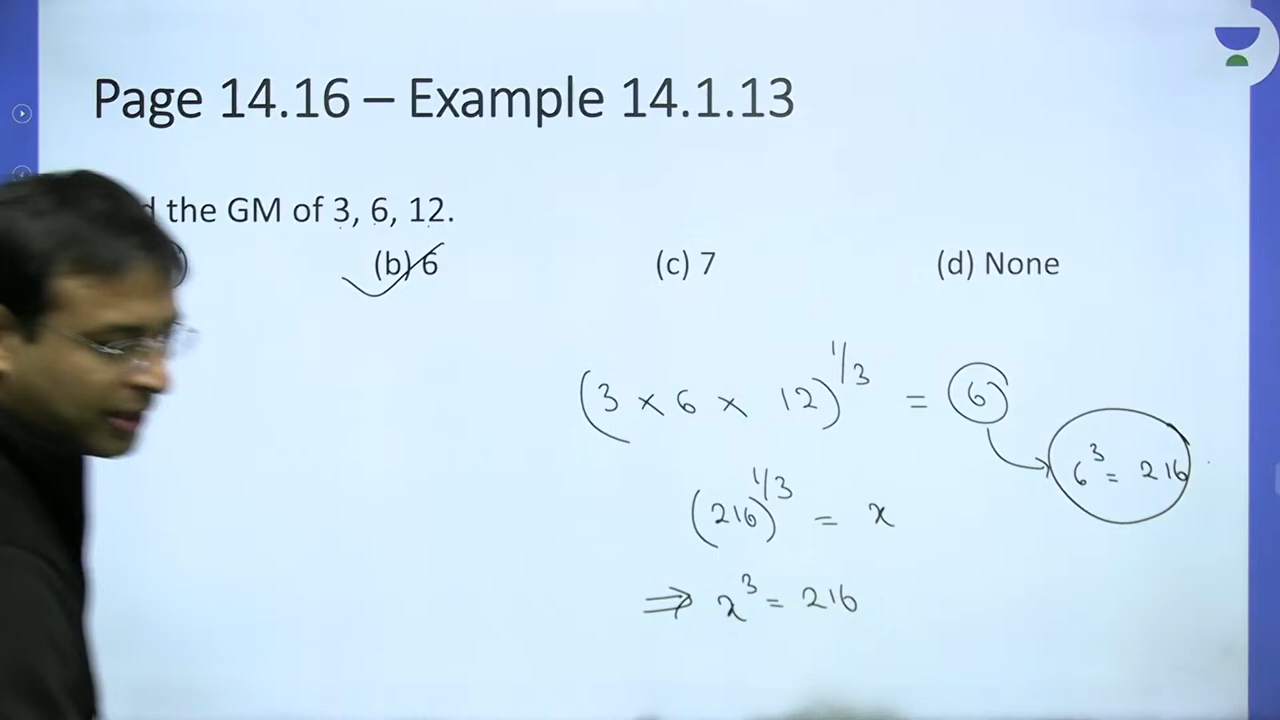 Page 14.16 – Example 14.1.13
the GM of 3, 6, 12.
(b) 6 (c) 7 (d) None
(3 × 6 × 12)^1/3 = 6
6^3 = 216
(216)^1/3 = x
⇒ x^3 = 216